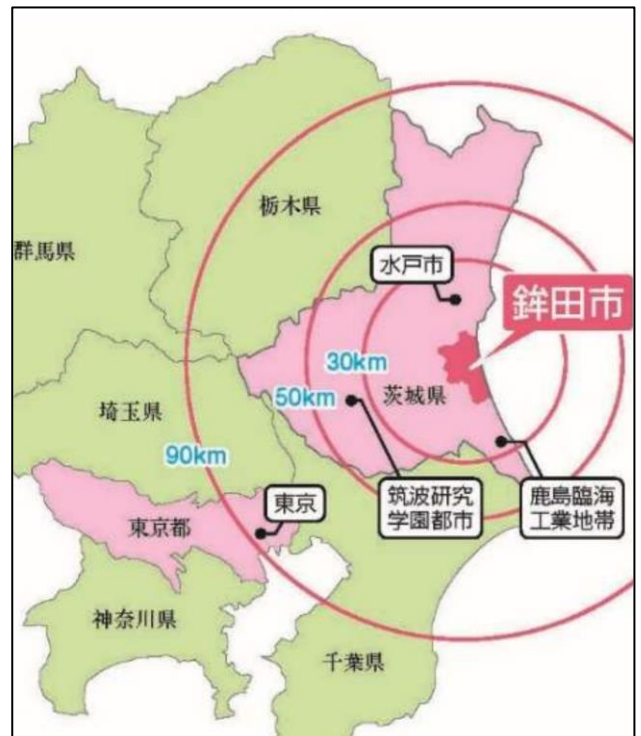 栃木県
群馬県
水戸市
鉾田市
30km
茨城県
50km
埼玉県
90km
東京
筑波研究
学園都市
鹿島臨海
工業地帯
東京都
神奈川県
千葉県